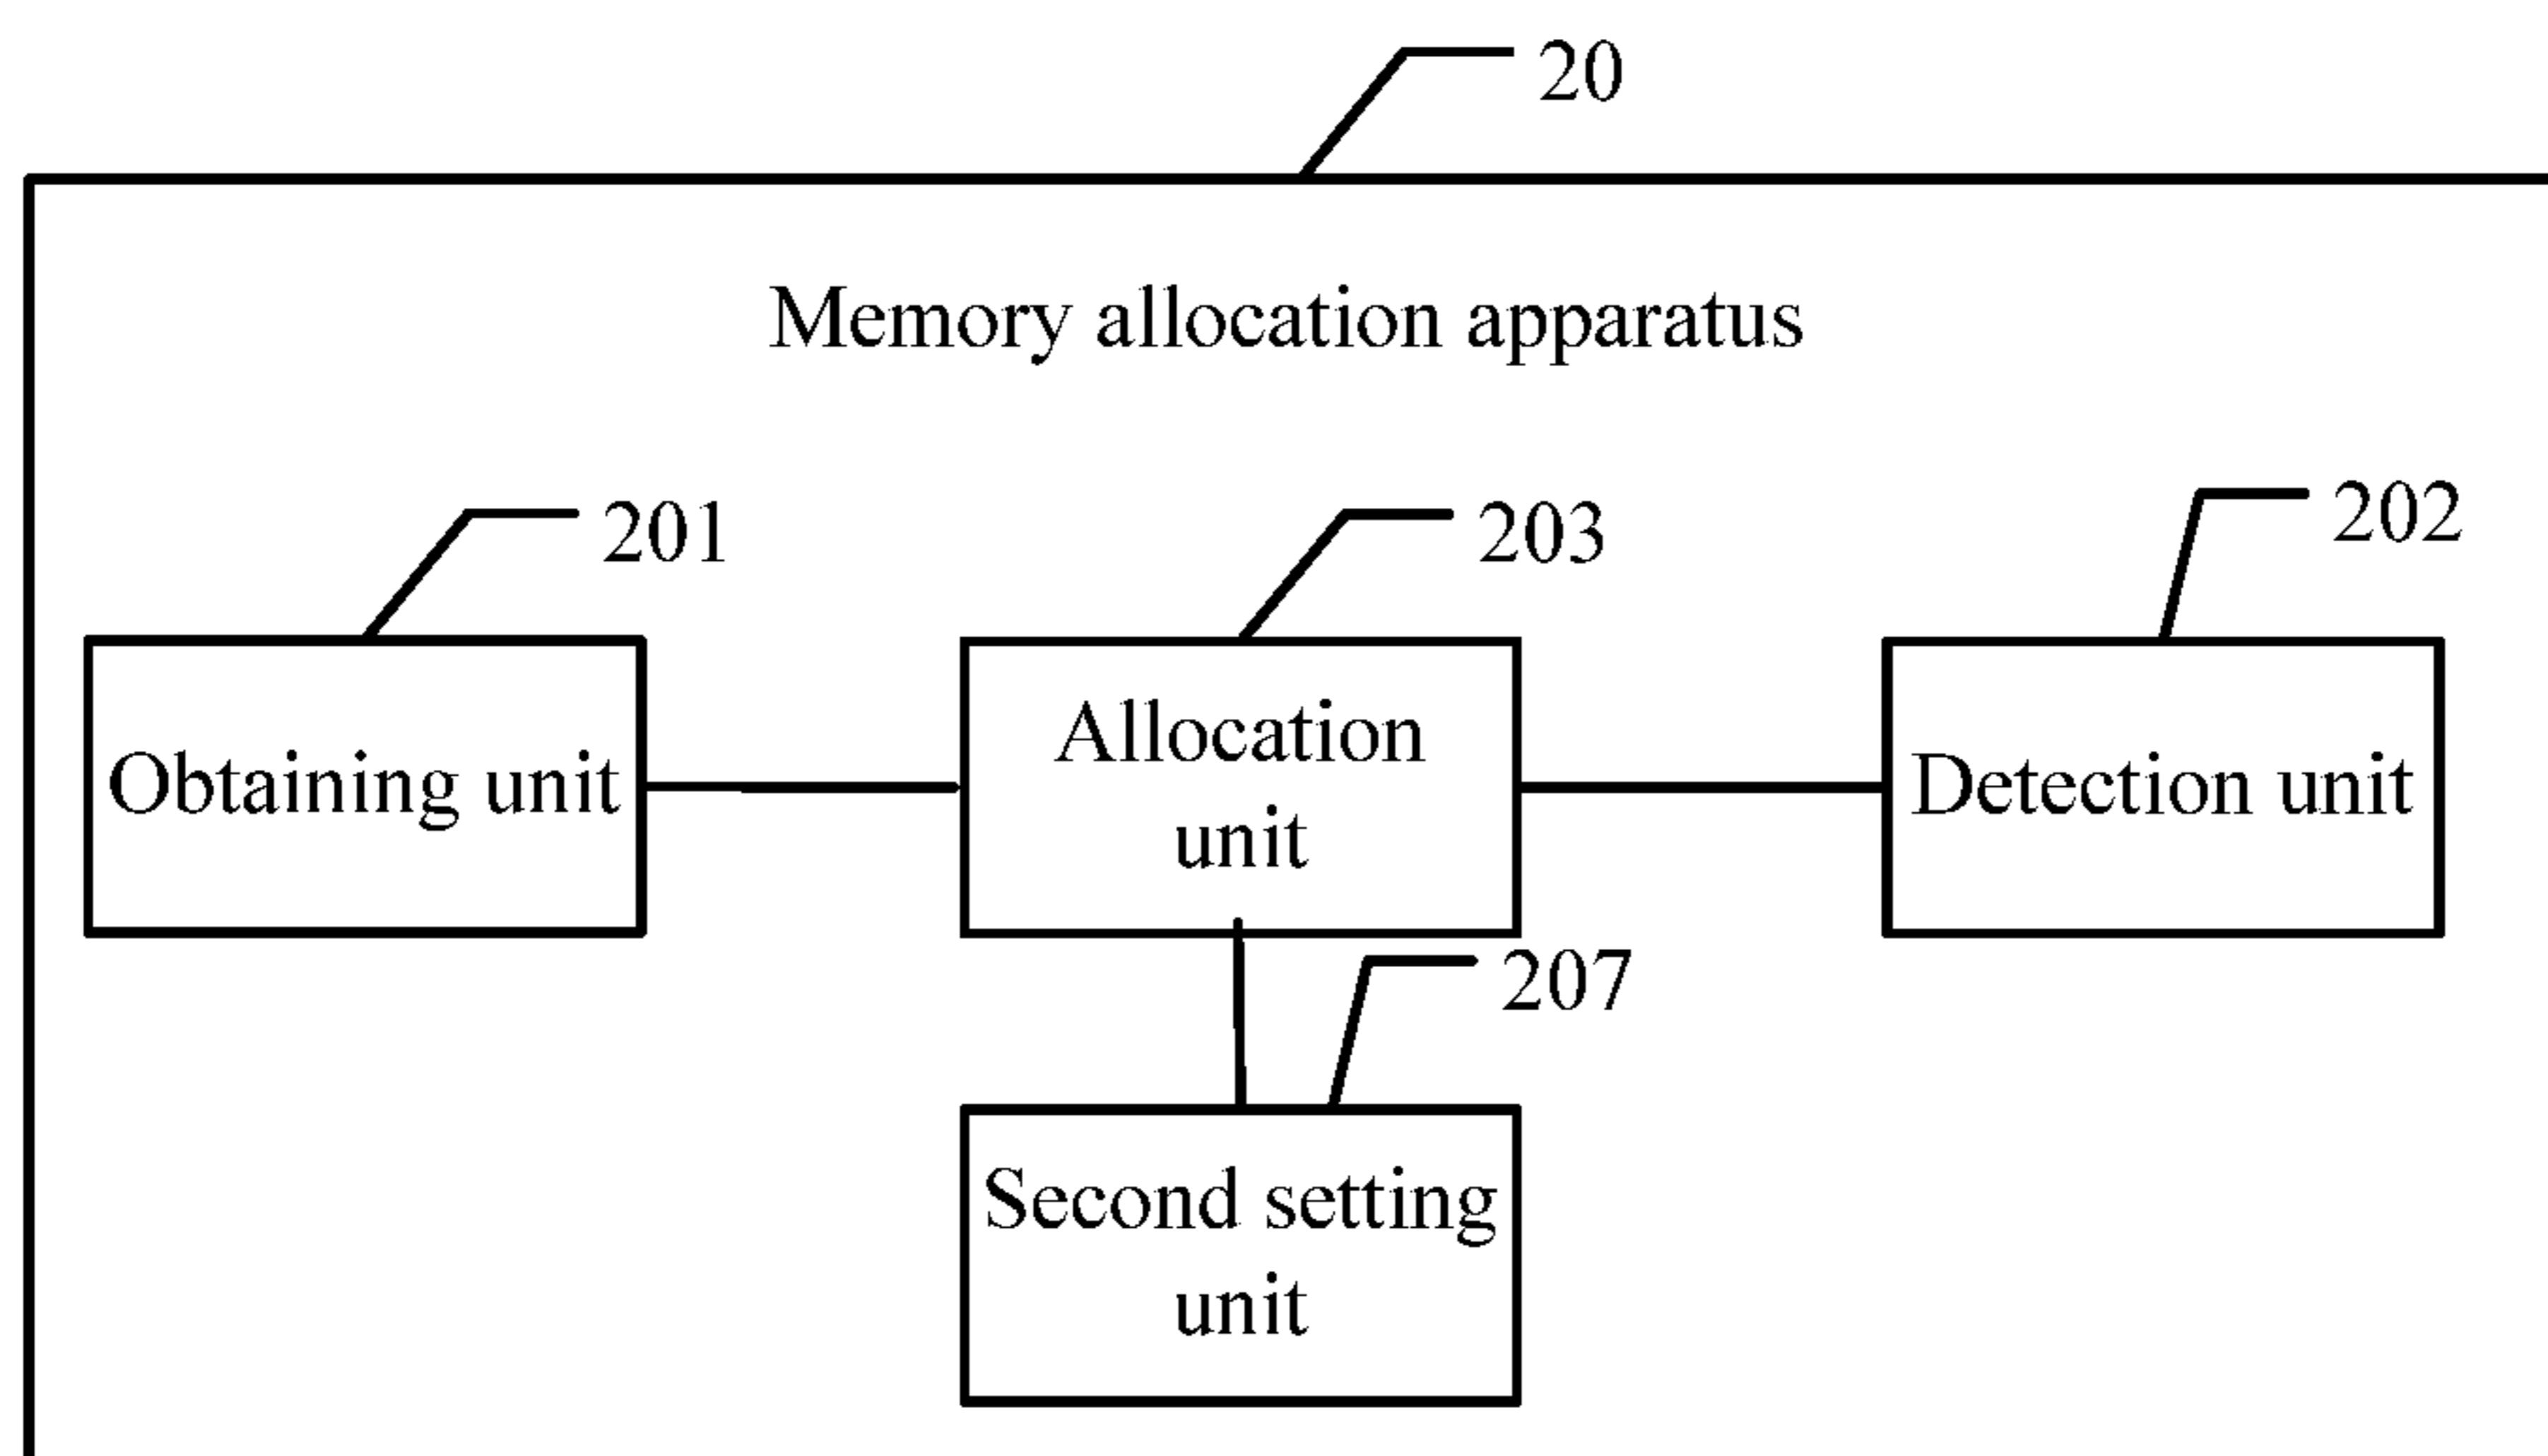 20
Memory allocation apparatus
201
203
202
Obtaining unit
Allocation
unit
Detection unit
207
Second setting
unit